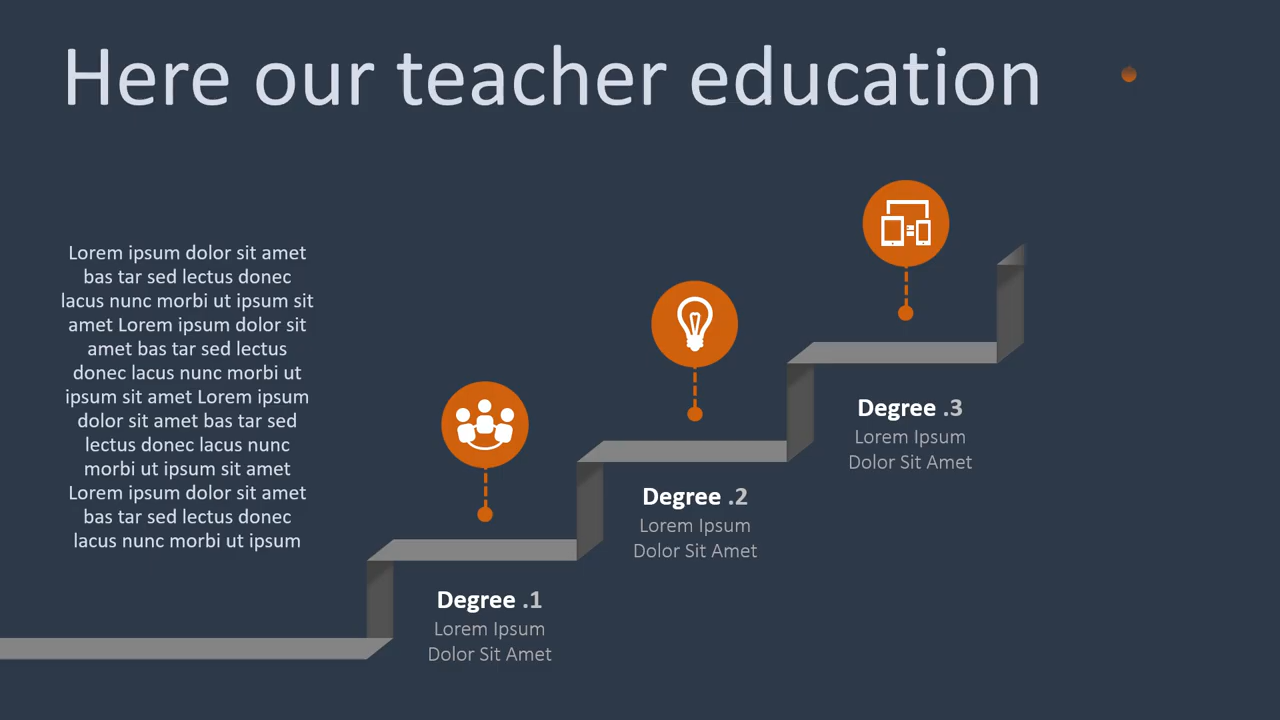 Here our teacher education
Lorem ipsum dolor sit amet
bas tar sed lectus donec
lacus nunc morbi ut ipsum sit
amet Lorem ipsum dolor sit
amet bas tar sed lectus
donec lacus nunc morbi ut
ipsum sit amet Lorem ipsum
dolor sit amet bas tar sed
lectus donec lacus nunc
morbi ut ipsum sit amet
Lorem ipsum dolor sit amet
bas tar sed lectus donec
lacus nunc morbi ut ipsum
Degree .1
Lorem Ipsum
Dolor Sit Amet
Degree .2
Lorem Ipsum
Dolor Sit Amet
Degree .3
Lorem Ipsum
Dolor Sit Amet